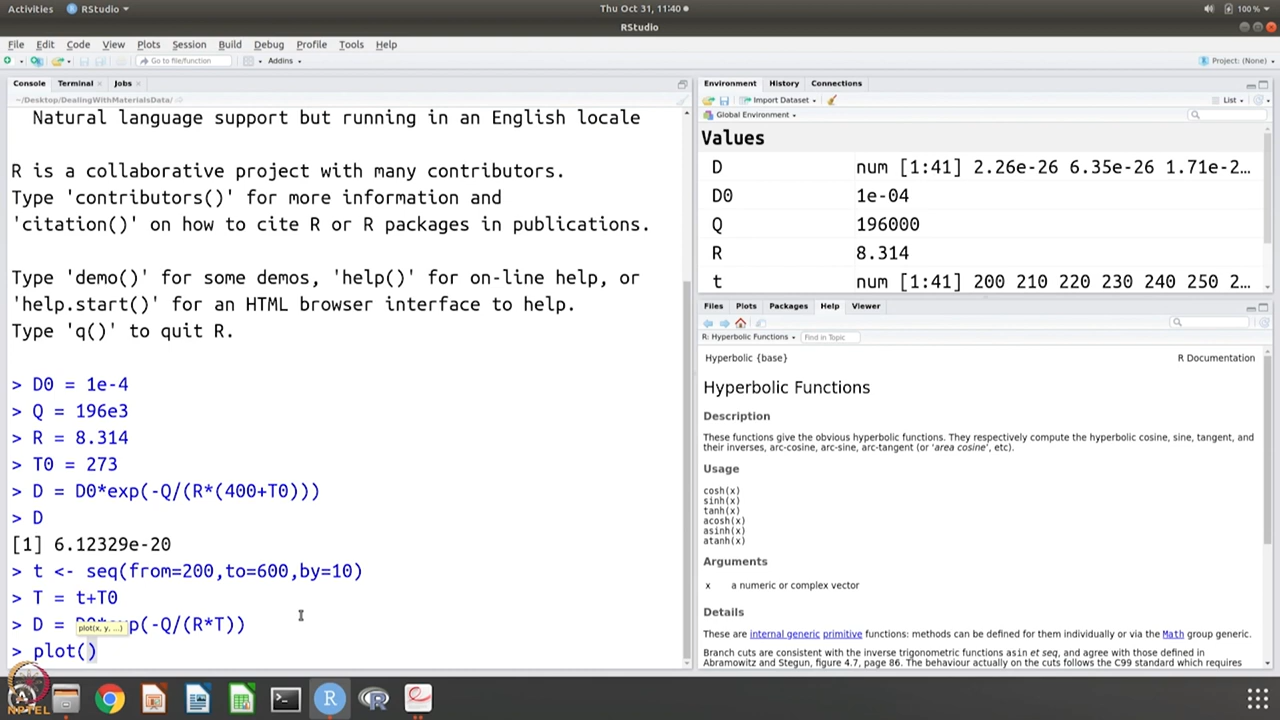 Activities RStudio Thu Oct 31, 11:40 100 %
RStudio
File Edit Code View Plots Session Build Debug Profile Tools Help
Go to file/function Addins Project: (None)
Console Terminal Jobs
~/Desktop/DealingWithMaterialsData/
Natural language support but running in an English locale
R is a collaborative project with many contributors.
Type 'contributors()' for more information and
'citation()' on how to cite R or R packages in publications.
Type 'demo()' for some demos, 'help()' for on-line help, or
'help.start()' for an HTML browser interface to help.
Type 'q()' to quit R.
> D0 = 1e-4
> Q = 196e3
> R = 8.314
> T0 = 273
> D = D0*exp(-Q/(R*(400+T0)))
> D
[1] 6.12329e-20
> t <- seq(from=200,to=600,by=10)
> T = t+T0
> D = D0*exp(-Q/(R*T))
plot(x, y, ...)
> plot()
Environment History Connections
Import Dataset List
Global Environment
Values
D num [1:41] 2.26e-26 6.35e-26 1.71e-2...
D0 1e-04
Q 196000
R 8.314
t num [1:41] 200 210 220 230 240 250 2...
Files Plots Packages Help Viewer
R: Hyperbolic Functions Find in Topic
Hyperbolic {base} R Documentation
Hyperbolic Functions
Description
These functions give the obvious hyperbolic functions. They respectively compute the hyperbolic cosine, sine, tangent, and
their inverses, arc-cosine, arc-sine, arc-tangent (or 'area cosine', etc).
Usage
cosh(x)
sinh(x)
tanh(x)
acosh(x)
asinh(x)
atanh(x)
Arguments
x a numeric or complex vector
Details
These are internal generic primitive functions: methods can be defined for them individually or via the Math group generic.
Branch cuts are consistent with the inverse trigonometric functions asin et seq, and agree with those defined in
Abramowitz and Stegun, figure 4.7, page 86. The behaviour actually on the cuts follows the C99 standard which requires
NPTEL